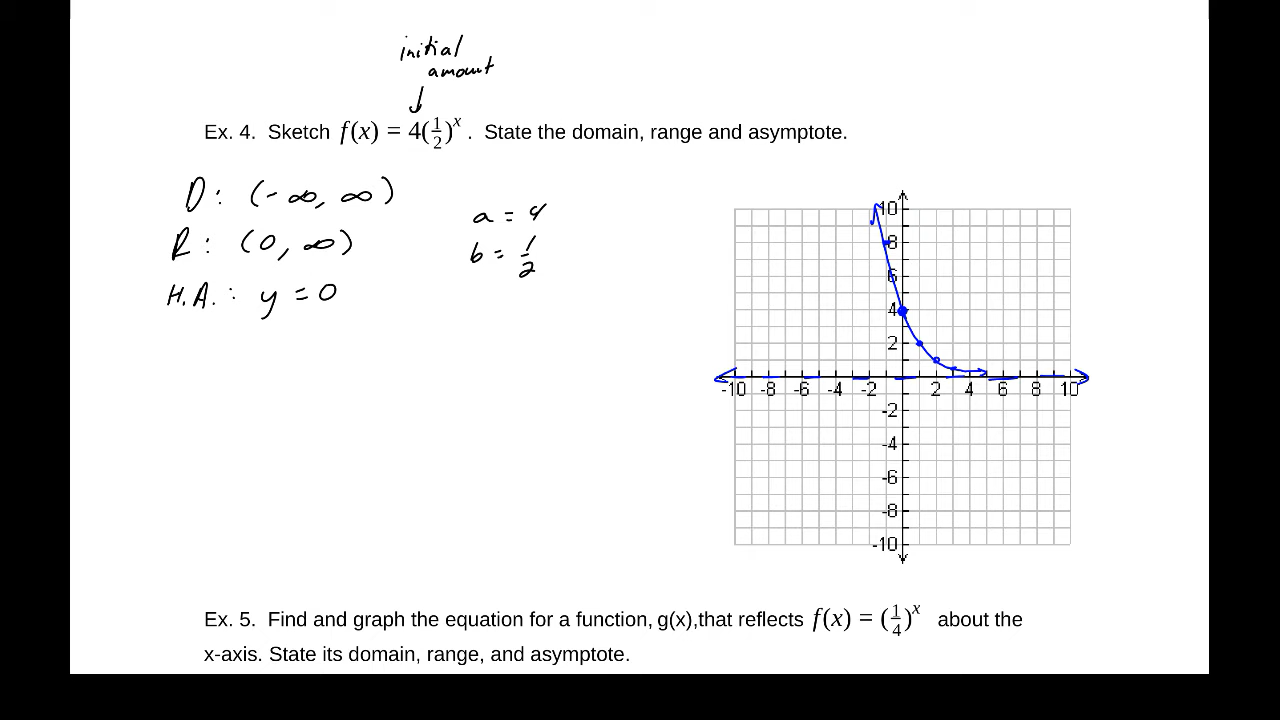 initial
amount
↓
Ex. 4. Sketch f(x) = 4(1/2)^x . State the domain, range and asymptote.
D: (-∞, ∞)
R: (0, ∞)
H.A.: y = 0
a = 4
b = 1/2
10
8
6
4
2
-10 -8 -6 -4 -2 2 4 6 8 10
-2
-4
-6
-8
-10
Ex. 5. Find and graph the equation for a function, g(x),that reflects f(x) = (1/4)^x about the
x-axis. State its domain, range, and asymptote.